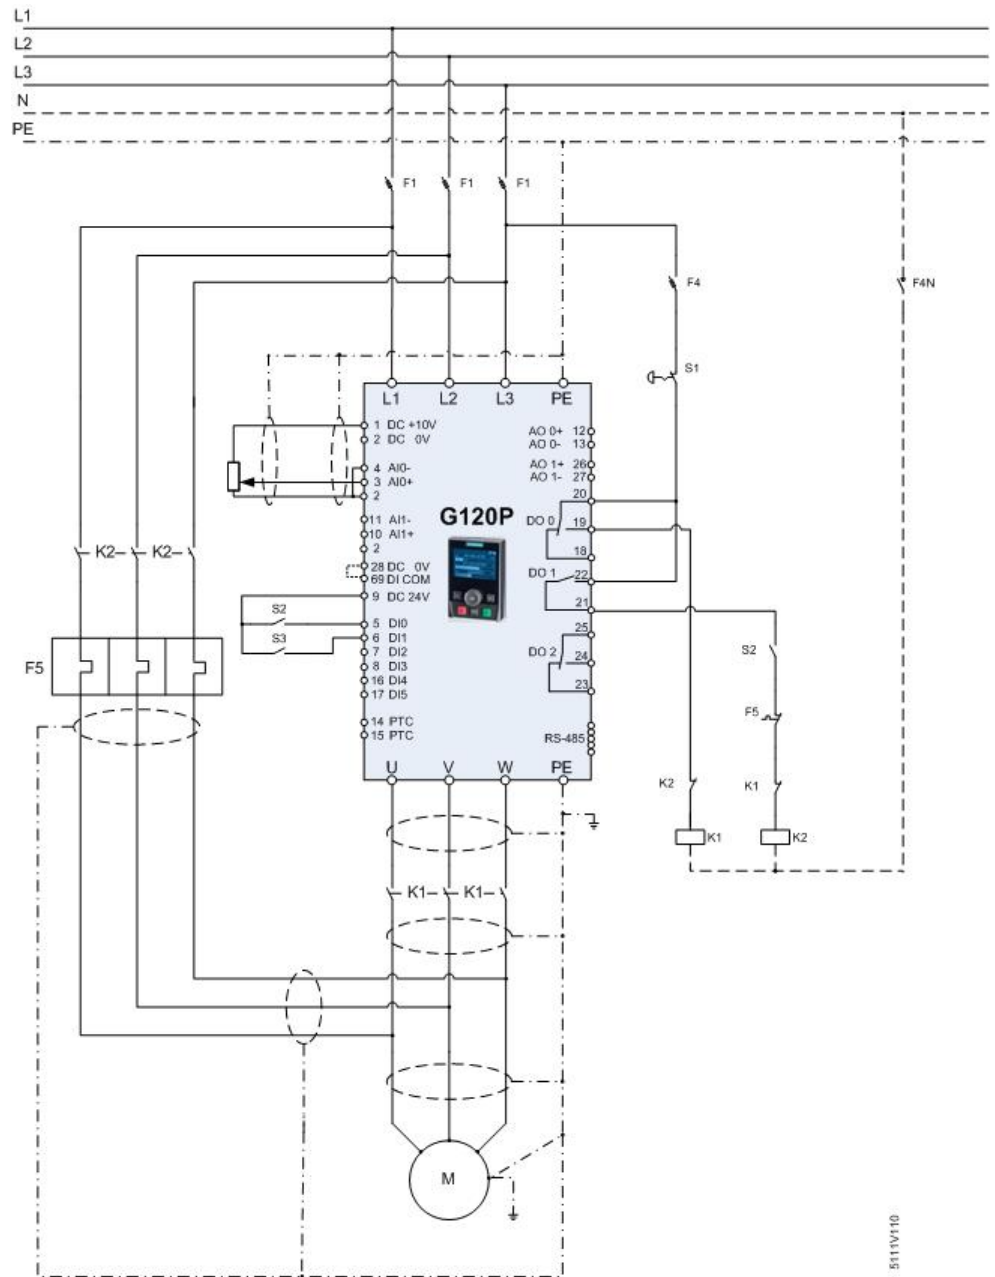 L1
L2
L3
N
PE
F1 F1 F1
F4 F4N
S1
L1 L2 L3 PE
1 DC +10V
2 DC 0V
4 AI0-
3 AI0+
2
11 AI1-
10 AI1+
2
28 DC 0V
69 DI COM
9 DC 24V
5 DI0
6 DI1
7 DI2
8 DI3
16 DI4
17 DI5
14 PTC
15 PTC
AO 0+ 12
AO 0- 13
AO 1+ 26
AO 1- 27
20
DO 0 19
18
DO 1 22
21
25
DO 2 24
23
RS-485
G120P
K2 K2
S2
S3
F5
S2
F5
K2 K1
K1 K2
U V W PE
K1 K1
M
5111V110